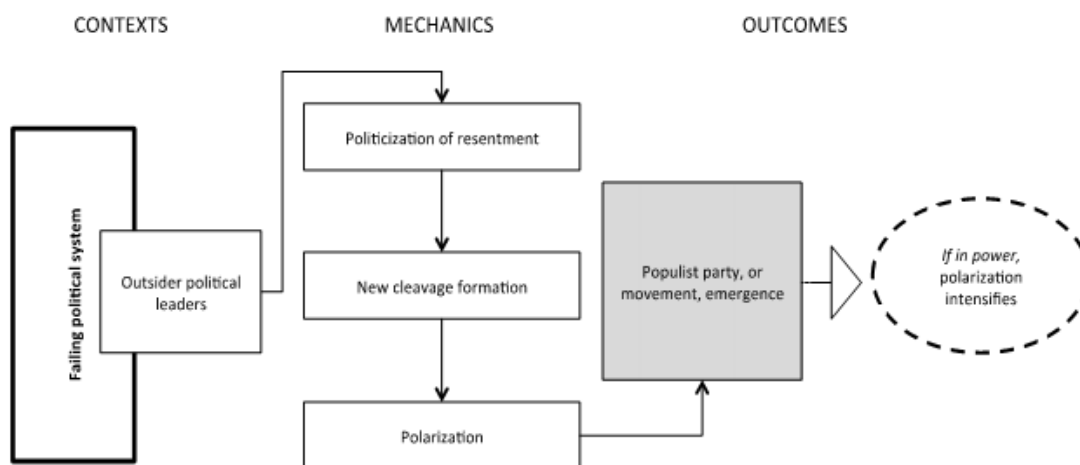 CONTEXTS
MECHANICS
OUTCOMES
Failing political system
Outsider political
leaders
Politicization of resentment
New cleavage formation
Polarization
Populist party, or
movement, emergence
If in power,
polarization
intensifies